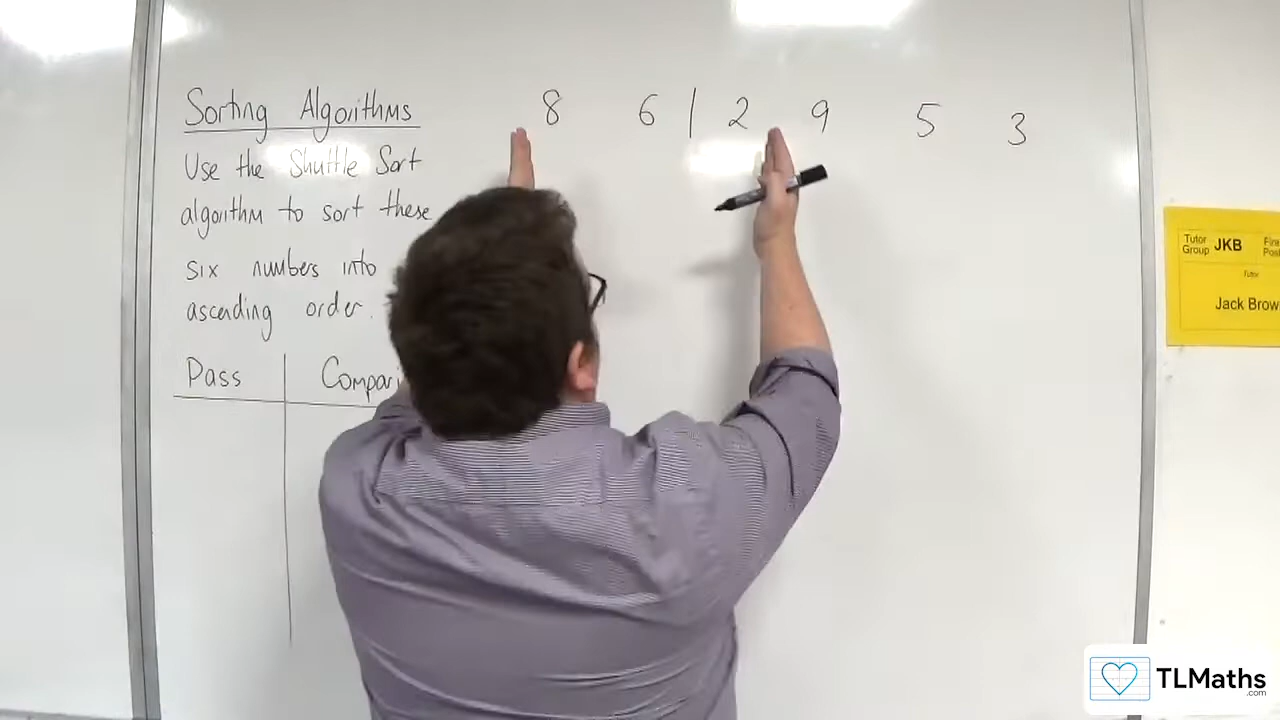 Sorting Algorithms
8 6 | 2 9 5 3
Use the Shuttle Sort
algorithm to sort these
six numbers into
ascending order.
Pass
Tutor Group JKB
Tutor
Jack
TLMaths
.com